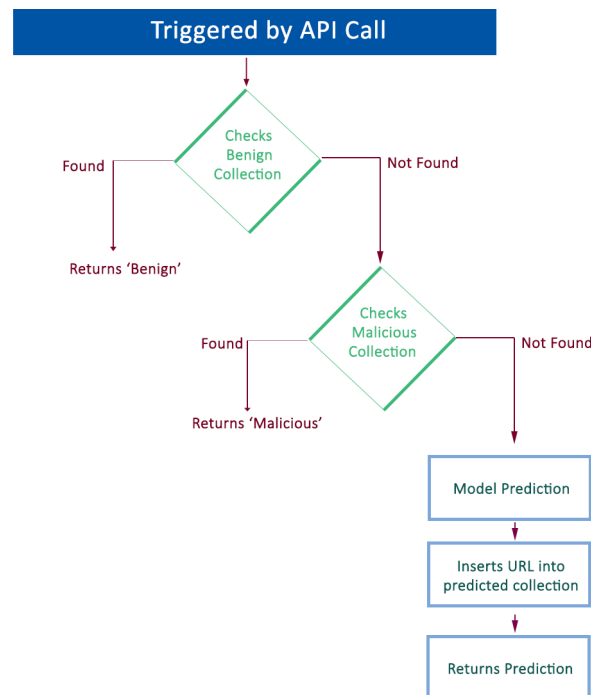 Triggered by API Call
Checks
Benign
Collection
Found
Not Found
Returns ‘Benign’
Checks
Malicious
Collection
Found
Not Found
Returns ‘Malicious’
Model Prediction
Inserts URL into
predicted collection
Returns Prediction